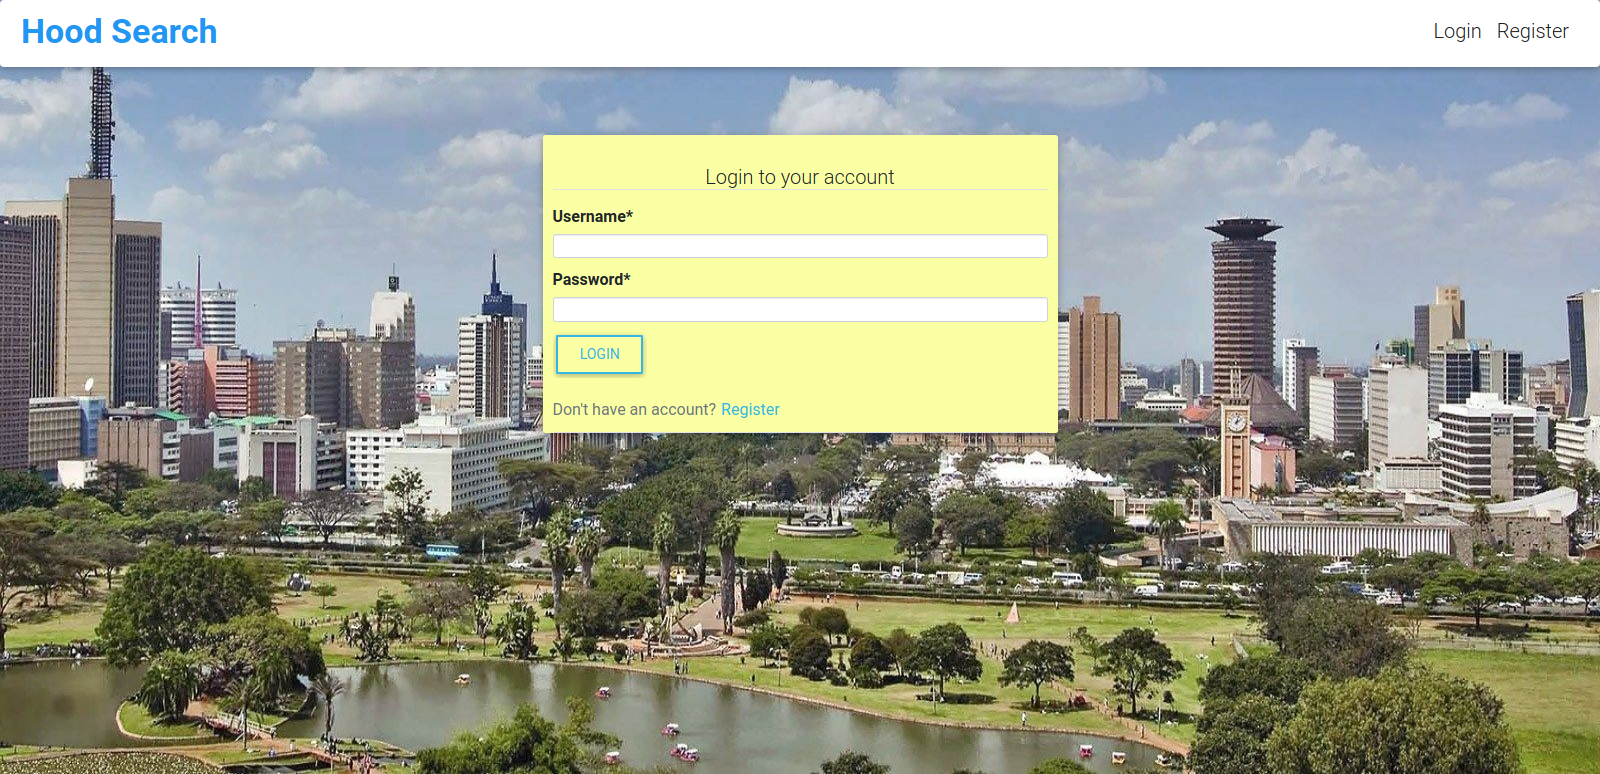 Hood Search
Login Register
Login to your account
Username*
Password*
LOGIN
Don't have an account? Register